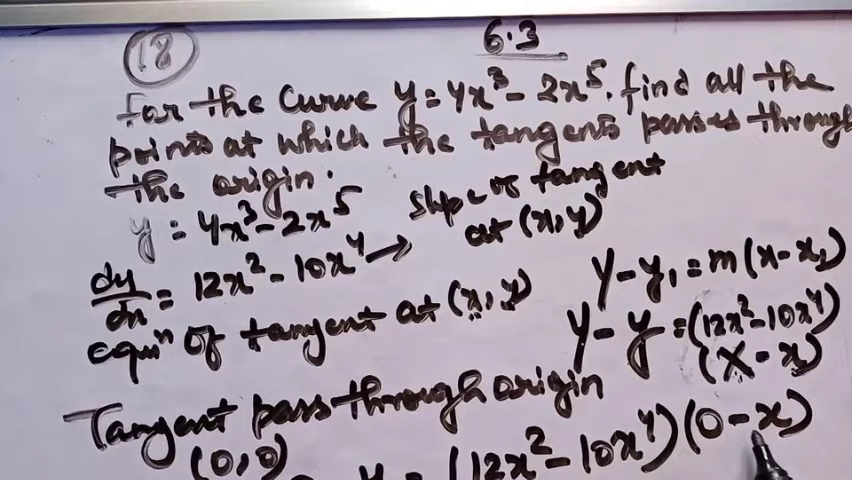 18
6.3
For the Curve y = 4x³ - 2x⁵. find all the
points at which the tangents passes through
the origin.
y = 4x³ - 2x⁵
slope of tangent
at (x, y)
dy/dx = 12x² - 10x⁴ →
y - y₁ = m(x - x₁)
equⁿ of tangent at (x, y)
Y - y = (12x² - 10x⁴)
(X - x)
Tangent pass through origin
(0, 0)
y = (12x² - 10x⁴)(0 - x)